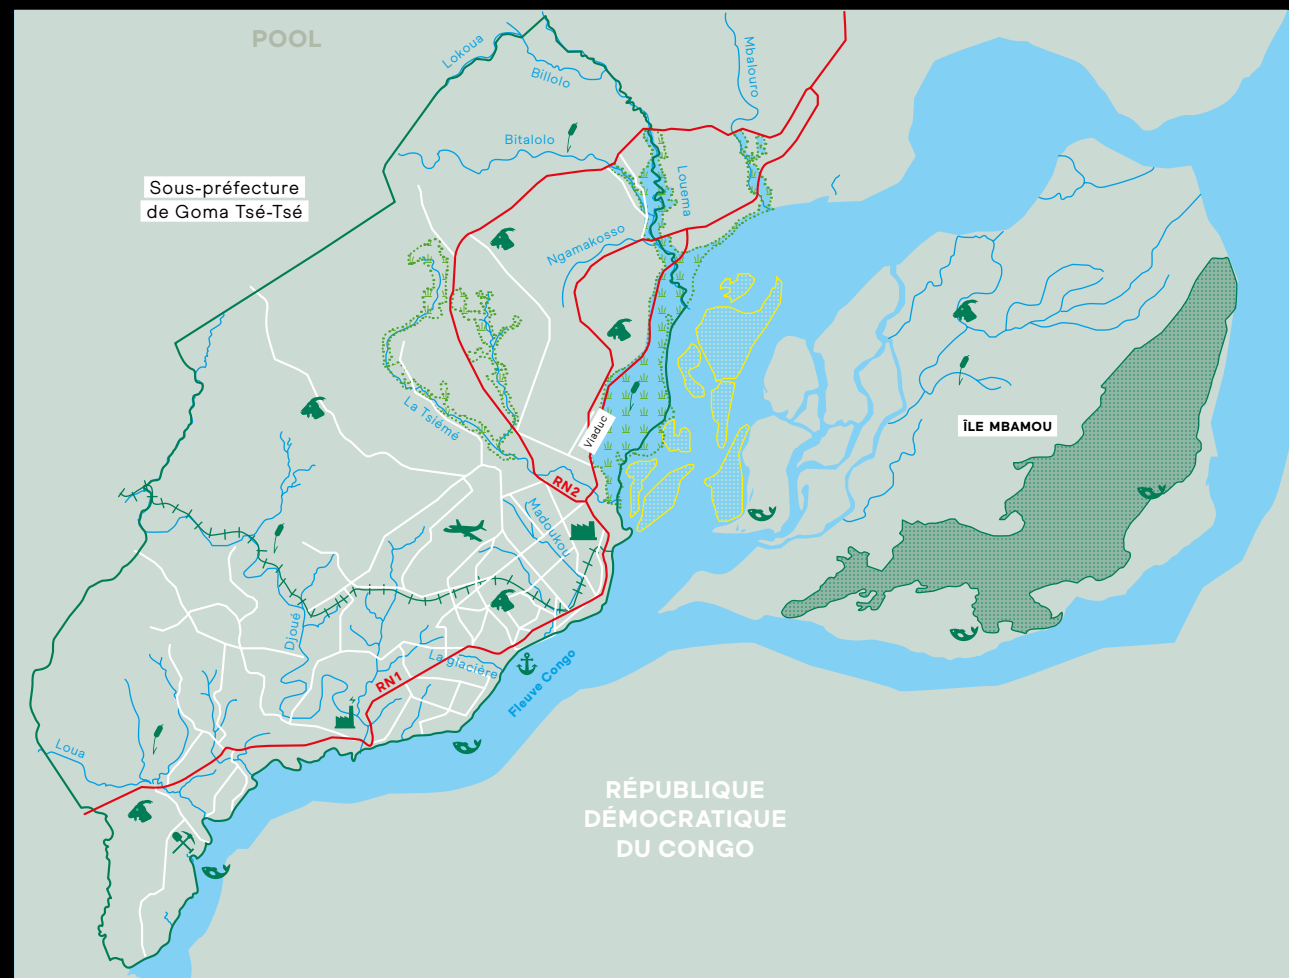 POOL
Lokoua
Billolo
Mbalouro
Bitalolo
Louema
Sous-préfecture
de Goma Tsé-Tsé
Ngamakosso
La Tsiémé
Viaduc
ÎLE MBAMOU
RN2
Madoukou
Djoué
La glacière
RN1
Fleuve Congo
Loua
RÉPUBLIQUE
DÉMOCRATIQUE
DU CONGO